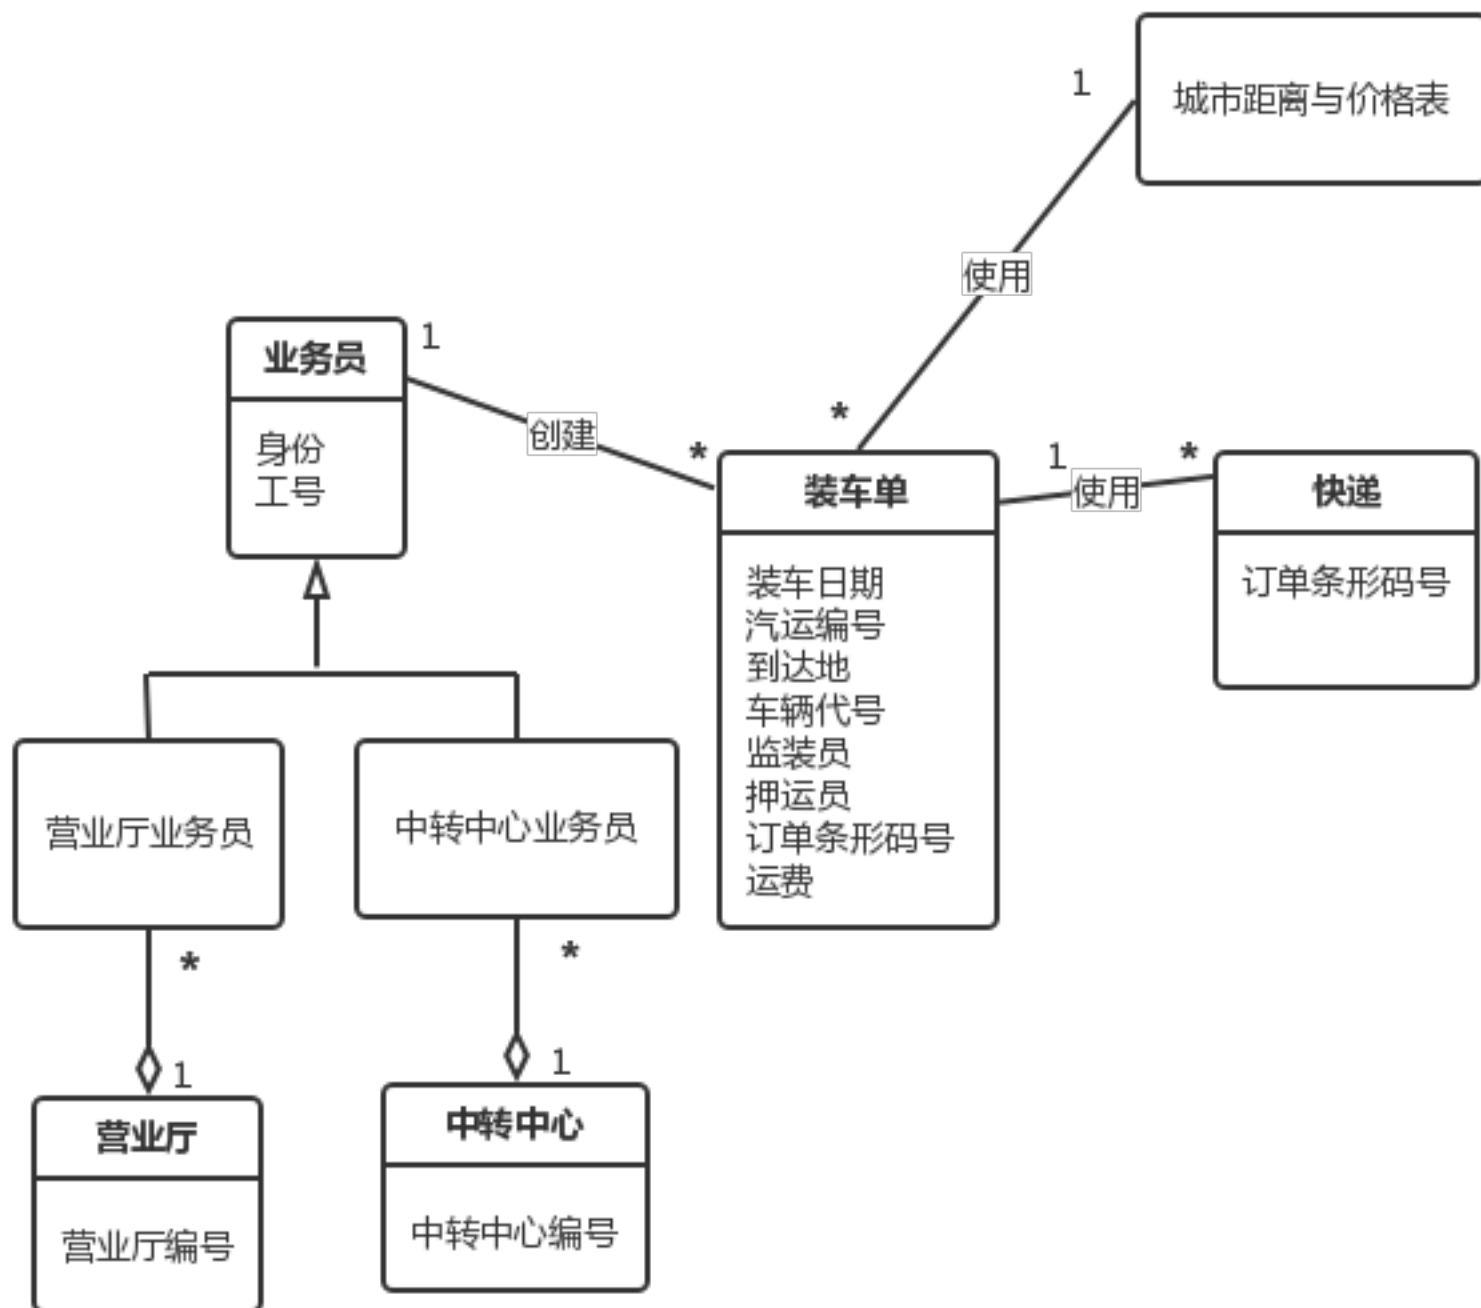 1
城市距离与价格表
使用
业务员
1
身份
工号
创建
*
*
装车单
装车日期
汽运编号
到达地
车辆代号
监装员
押运员
订单条形码号
运费
1
使用
*
快递
订单条形码号
营业厅业务员
中转中心业务员
*
*
1
1
营业厅
营业厅编号
中转中心
中转中心编号